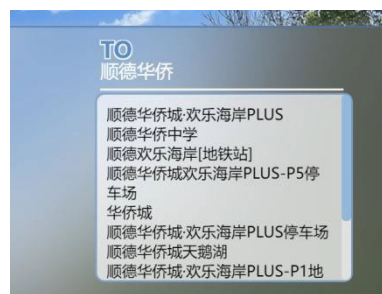 TO
顺德华侨
顺德华侨城·欢乐海岸PLUS
顺德华侨中学
顺德欢乐海岸[地铁站]
顺德华侨城欢乐海岸PLUS-P5停
车场
华侨城
顺德华侨城·欢乐海岸PLUS停车场
顺德华侨城天鹅湖
顺德华侨城·欢乐海岸PLUS-P1地